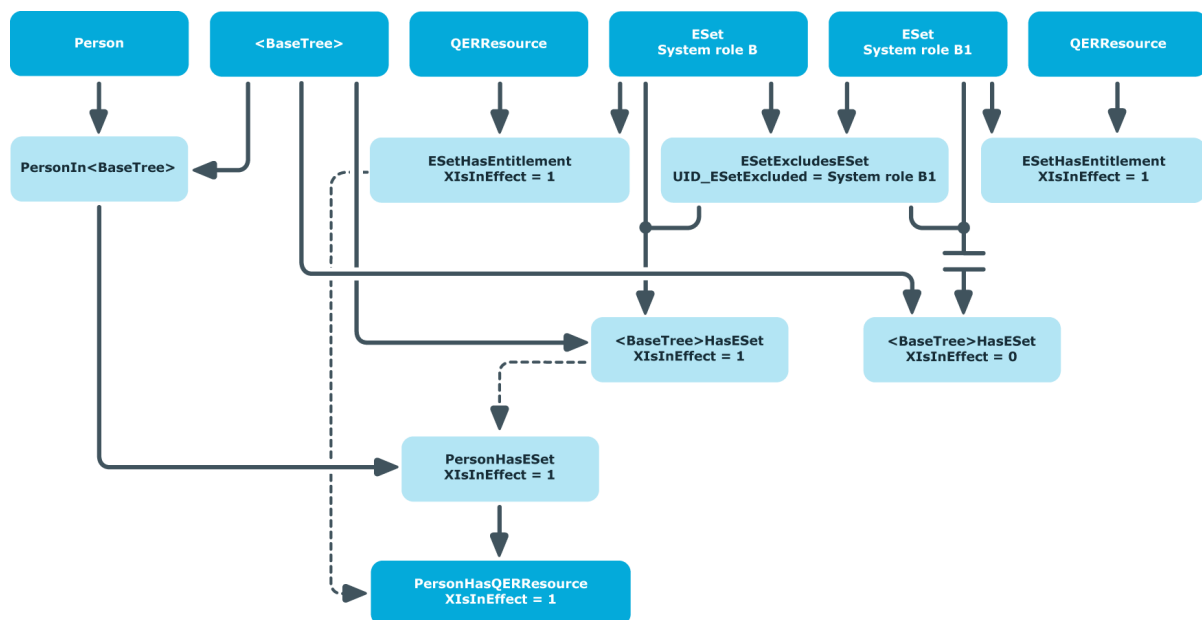 Person
<BaseTree>
QERResource
ESet
System role B
ESet
System role B1
QERResource
PersonIn<BaseTree>
ESetHasEntitlement
XIsInEffect = 1
ESetExcludesESet
UID_ESetExcluded = System role B1
ESetHasEntitlement
XIsInEffect = 1
<BaseTree>HasESet
XIsInEffect = 1
<BaseTree>HasESet
XIsInEffect = 0
PersonHasESet
XIsInEffect = 1
PersonHasQERResource
XIsInEffect = 1